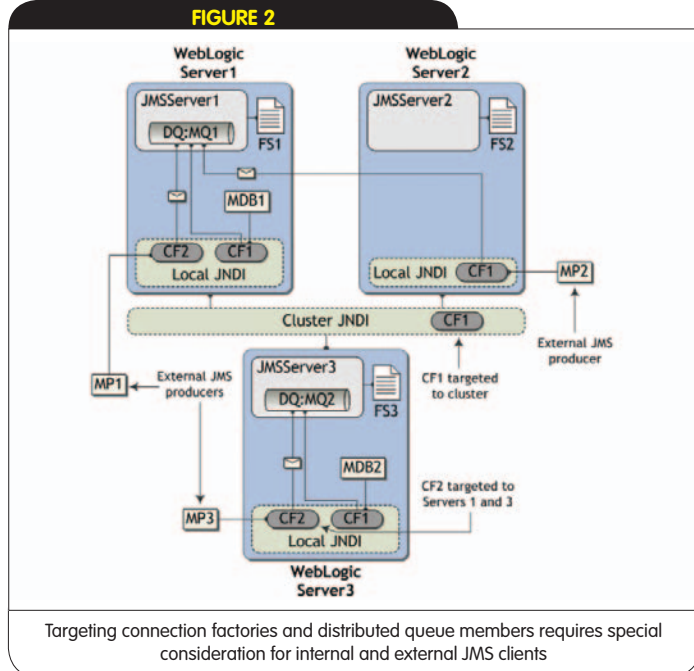 FIGURE 2
WebLogic
Server1
WebLogic
Server2
JMSServer1
DQ:MQ1
FS1
MDB1
CF2
CF1
Local JNDI
JMSServer2
FS2
Local JNDI
CF1
MP2
Cluster JNDI
CF1
External JMS
producer
MP1
External JMS
producers
CF1 targeted
to cluster
JMSServer3
DQ:MQ2
FS3
MDB2
CF2 targeted to
Servers 1 and 3
MP3
CF2
CF1
Local JNDI
WebLogic
Server3
Targeting connection factories and distributed queue members requires special
consideration for internal and external JMS clients